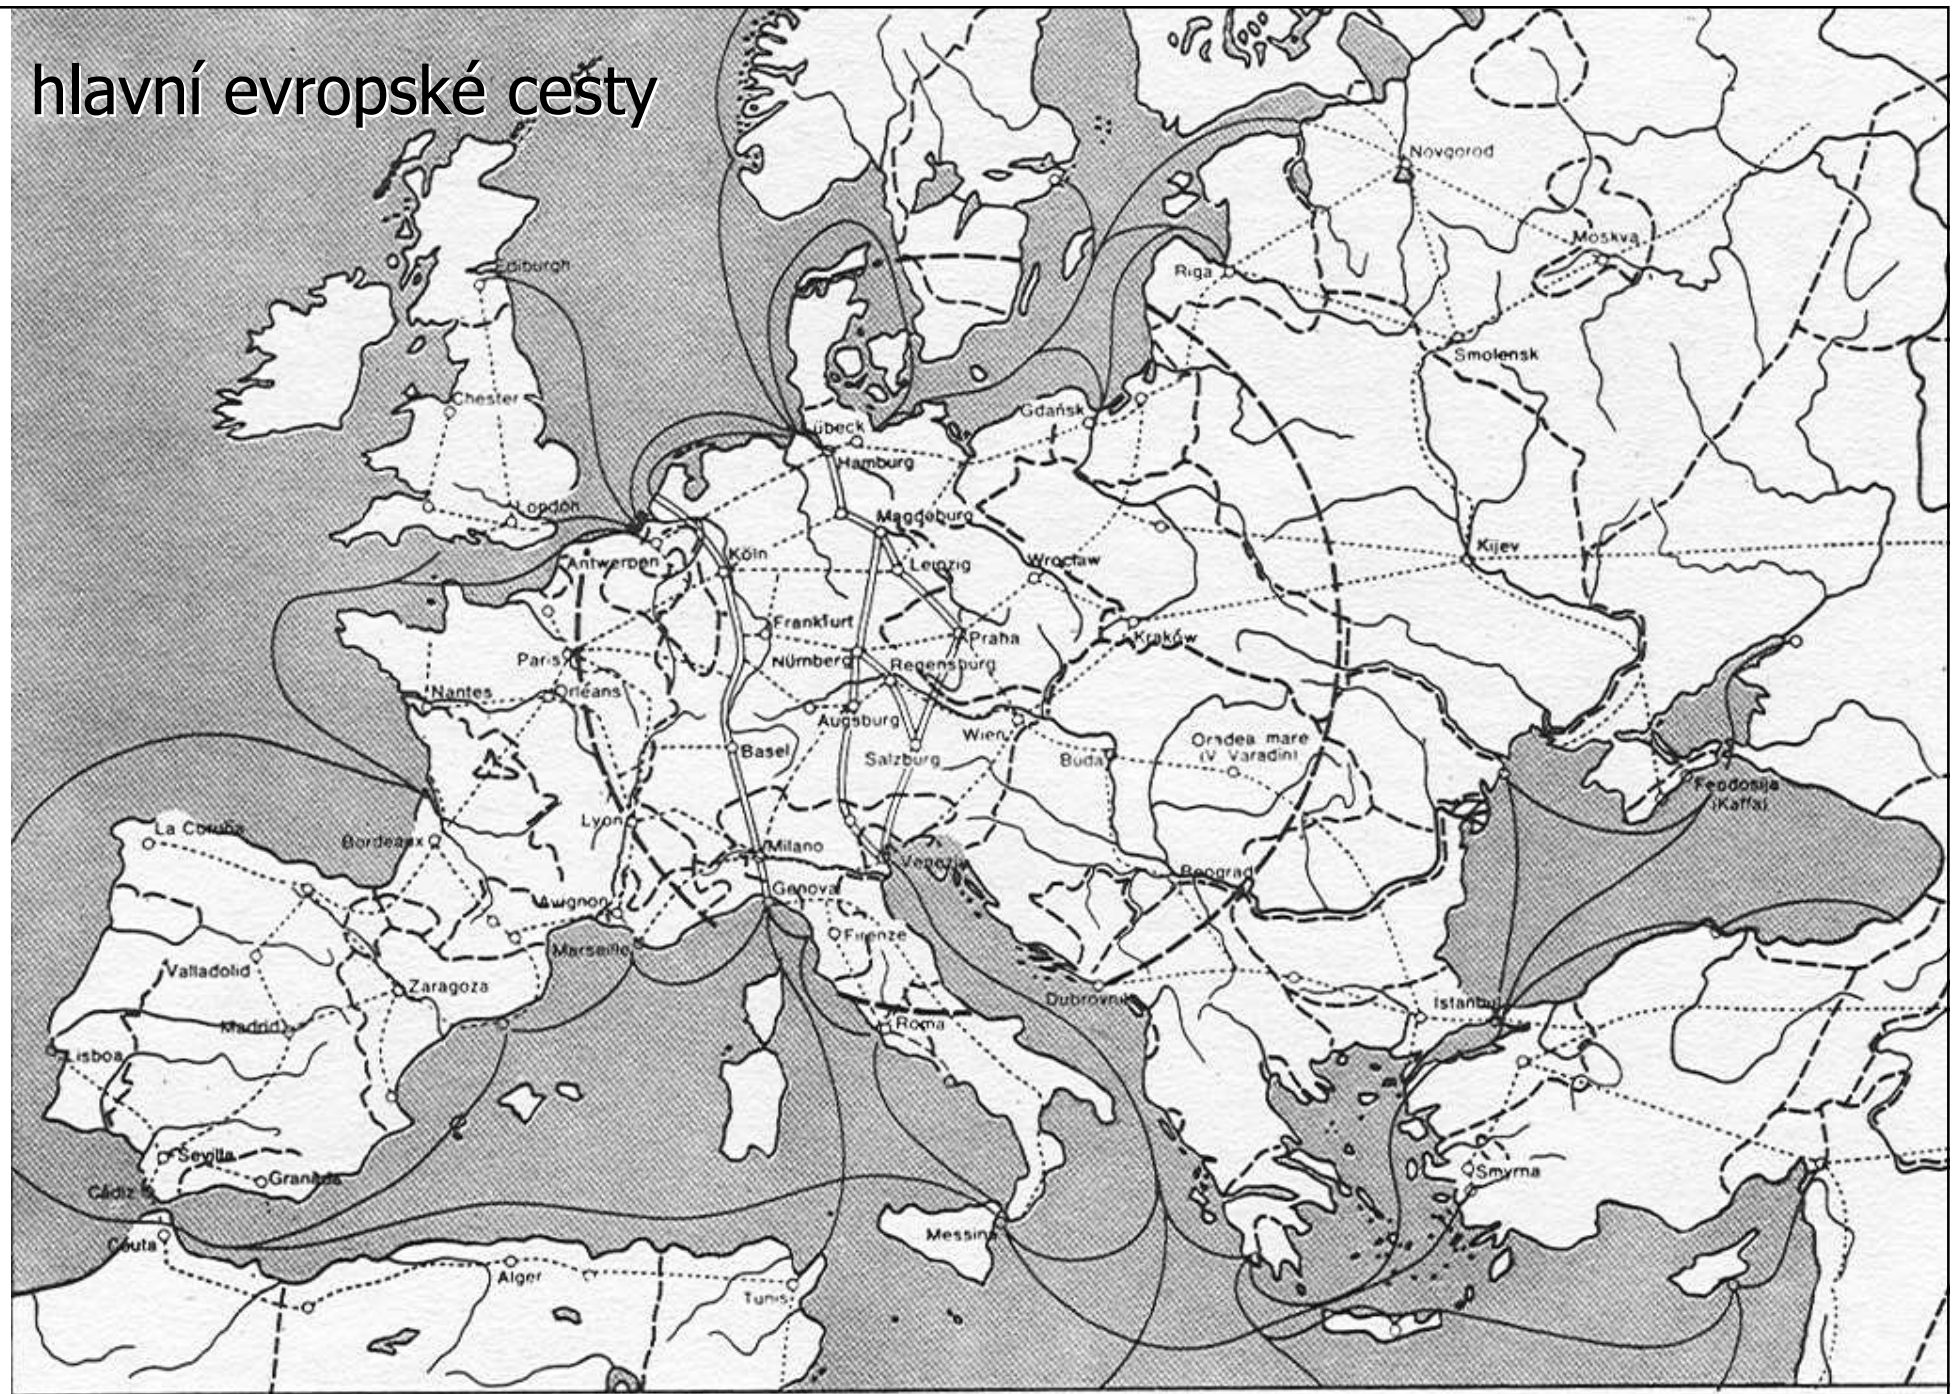 hlavní evropské cesty
Novgorod
Moskva
Ediburgh
Riga
Smolensk
Chester
Gdańsk
übeck
Hamburg
London
Magdeburg
Antwerpen
Köln
Leipzig
Wrocław
Kijev
Frankfurt
Praha
Kraków
Paris
Nürnberg
Regensburg
Nantes
Orléans
Augsburg
Wien
Basel
Salzburg
Buda
Oradea mare
(V. Varadin)
Feodosija
(Kaffa)
La Coruña
Lyon
Bordeaux
Milano
Venezia
Beograd
Genova
Avignon
Firenze
Marseille
Valladolid
Zaragoza
Dubrovnik
Istanbul
Madrid
Roma
Lisboa
Sevilla
Granada
Smyrna
Cádiz
Messina
Ceuta
Alger
Tunis